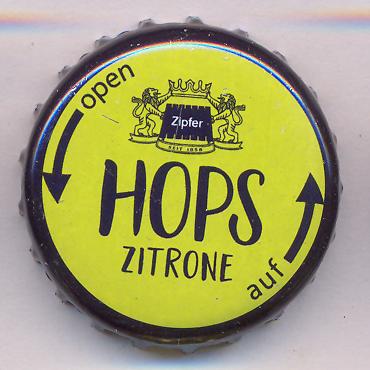 open
Zipfer
SEIT 1858
HOPS
ZITRONE
auf